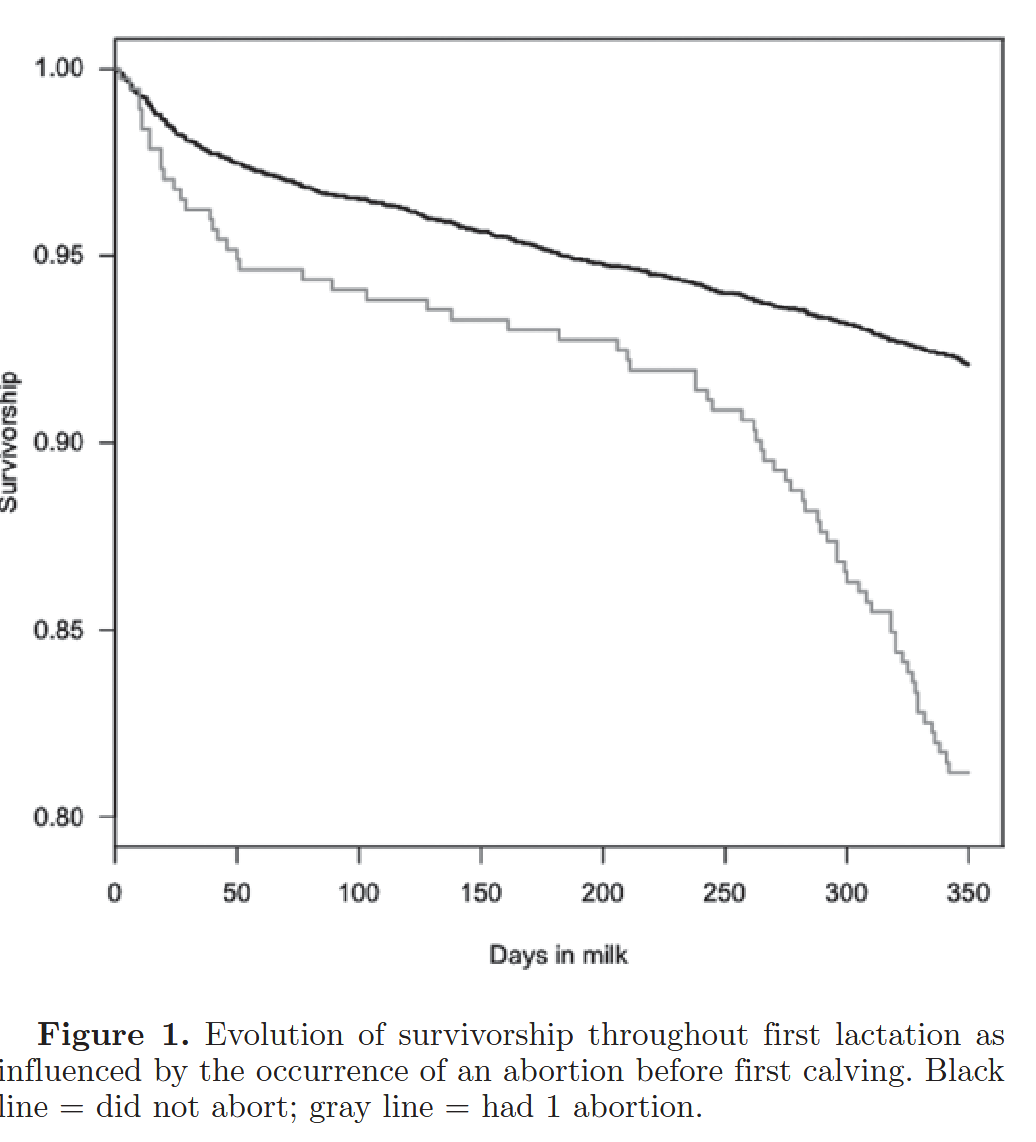 1.00
0.95
0.90
0.85
0.80
Survivorship
0 50 100 150 200 250 300 350
Days in milk
Figure 1. Evolution of survivorship throughout first lactation as
influenced by the occurrence of an abortion before first calving. Black
line = did not abort; gray line = had 1 abortion.